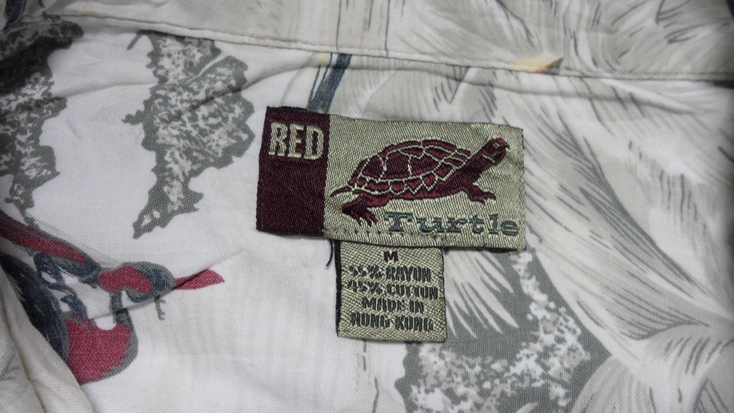 RED
Turtle
M
55% RAYON
45% COTTON
MADE IN
HONG KONG